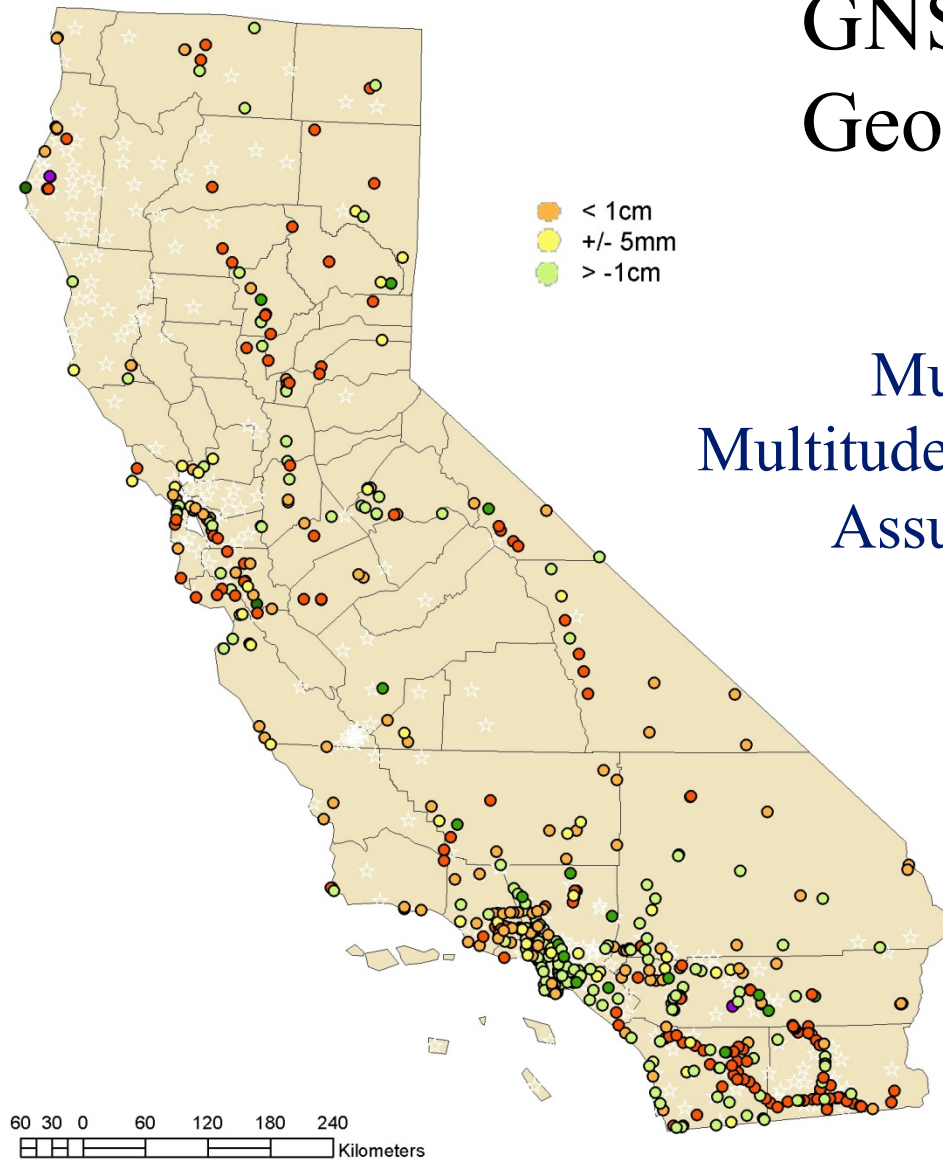 GNS
Geo
< 1cm
+/- 5mm
> -1cm
Mu
Multitude
Assu
60 30 0 60 120 180 240
Kilometers